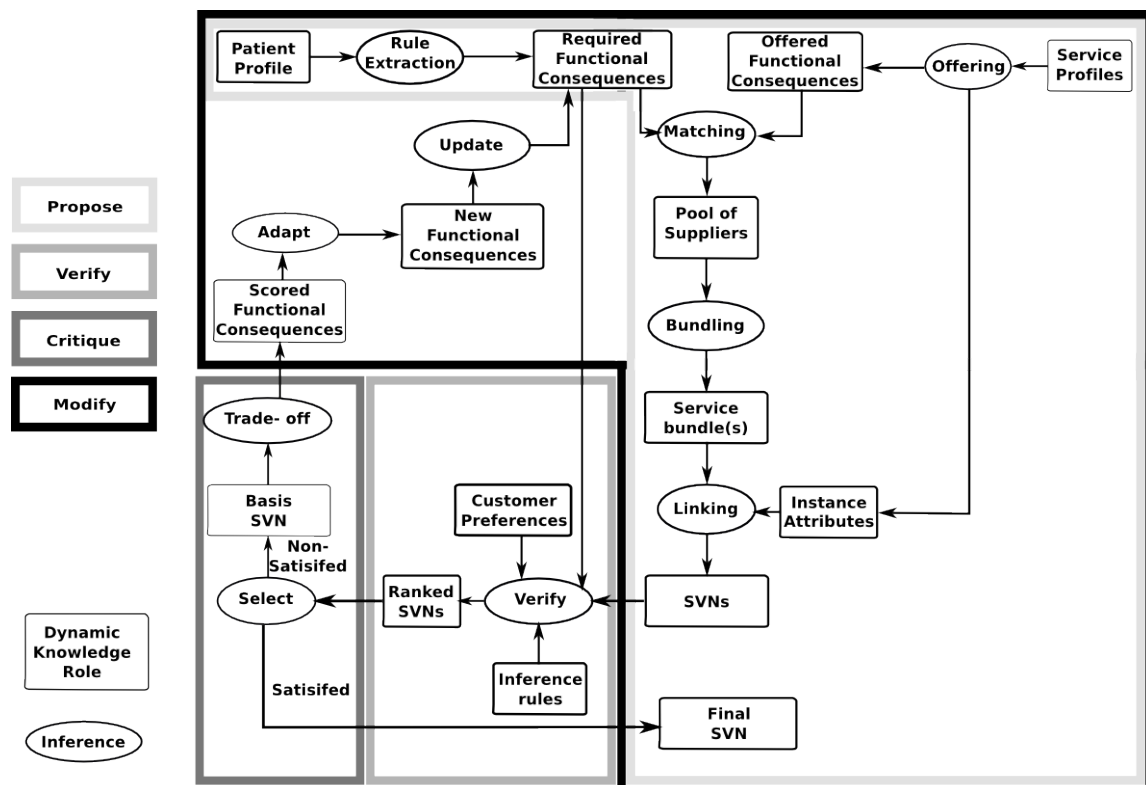 Patient
Profile
Rule
Extraction
Required
Functional
Consequences
Offered
Functional
Consequences
Offering
Service
Profiles
Update
Matching
Propose
Adapt
New
Functional
Consequences
Pool of
Suppliers
Verify
Scored
Functional
Consequences
Bundling
Critique
Modify
Trade- off
Service
bundle(s)
Basis
SVN
Customer
Preferences
Linking
Instance
Attributes
Non-
Satisifed
Select
Ranked
SVNs
Verify
SVNs
Dynamic
Knowledge
Role
Satisifed
Inference
rules
Final
SVN
Inference